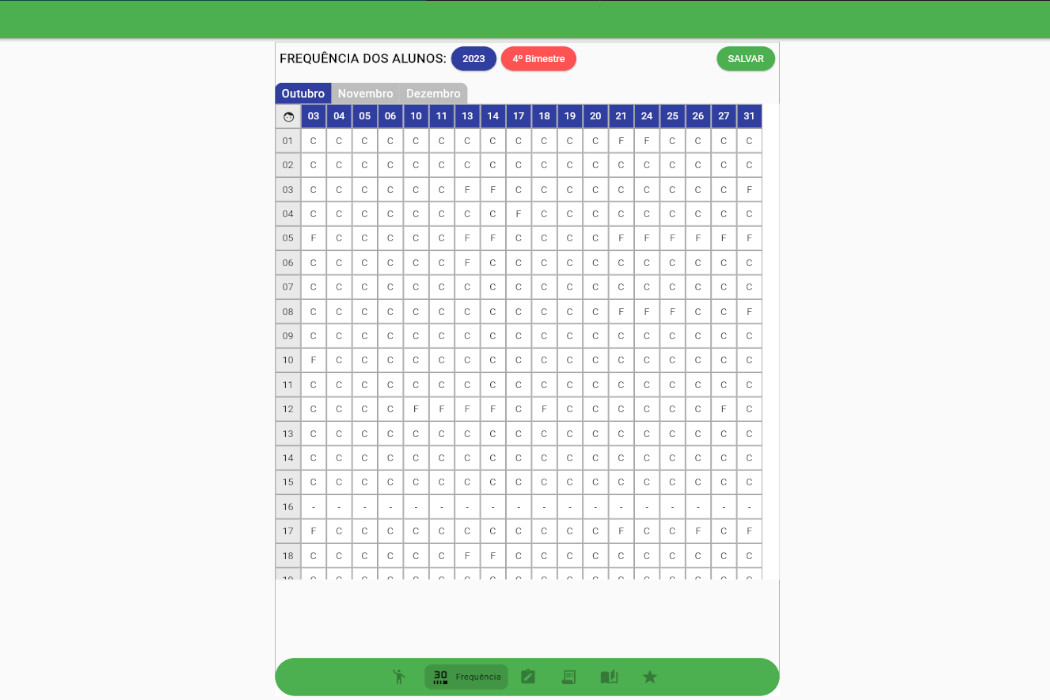 FREQUÊNCIA DOS ALUNOS: 2023 4º Bimestre SALVAR
Outubro Novembro Dezembro
03 04 05 06 10 11 13 14 17 18 19 20 21 24 25 26 27 31
01 C C C C C C C C C C C C F F C C C C
02 C C C C C C C C C C C C C C C C C C
03 C C C C C C F F C C C C C C C C C F
04 C C C C C C C C F C C C C C C C C C
05 F C C C C C F F C C C C F F F F F F
06 C C C C C C F C C C C C C C C C C C
07 C C C C C C C C C C C C C C C C C C
08 C C C C C C C C C C C C F F F C C F
09 C C C C C C C C C C C C C C C C C C
10 F C C C C C C C C C C C C C C C C C
11 C C C C C C C C C C C C C C C C C C
12 C C C C F F F F C F C C C C C C F C
13 C C C C C C C C C C C C C C C C C C
14 C C C C C C C C C C C C C C C C C C
15 C C C C C C C C C C C C C C C C C C
16 - - - - - - - - - - - - - - - - - -
17 F C C C C C C C C C C C F C C F C F
18 C C C C C C F F C C C C C C C C C C
30 Frequência